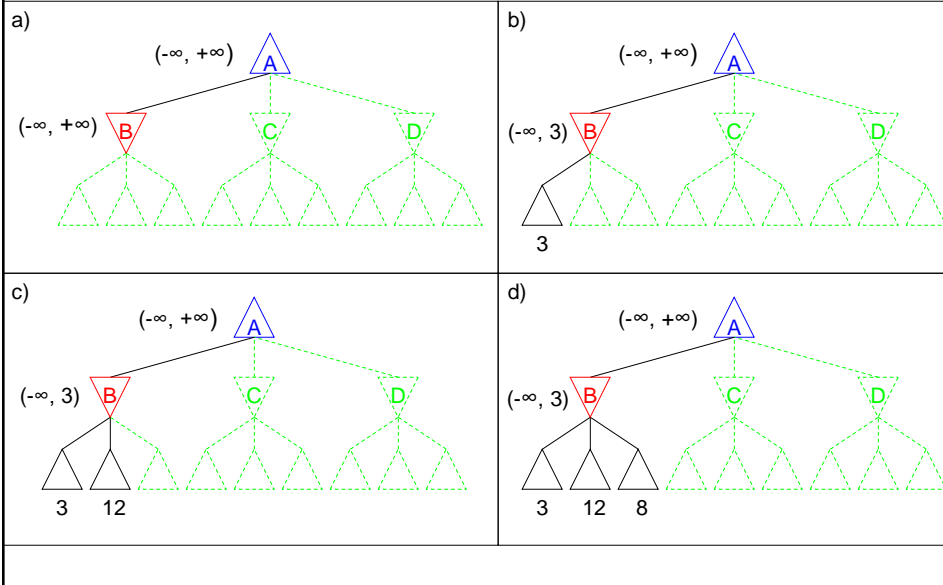 a)
(-∞, +∞) A
(-∞, +∞) B C D
b)
(-∞, +∞) A
(-∞, 3) B C D
3
c)
(-∞, +∞) A
(-∞, 3) B C D
3 12
d)
(-∞, +∞) A
(-∞, 3) B C D
3 12 8